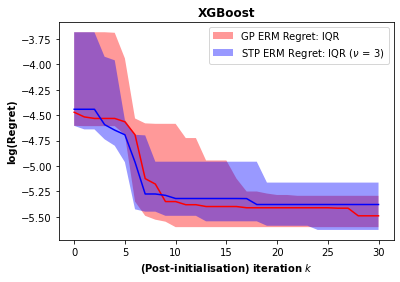 XGBoost
GP ERM Regret: IQR
STP ERM Regret: IQR (ν = 3)
log(Regret)
−3.75
−4.00
−4.25
−4.50
−4.75
−5.00
−5.25
−5.50
0 5 10 15 20 25 30
(Post-initialisation) iteration k